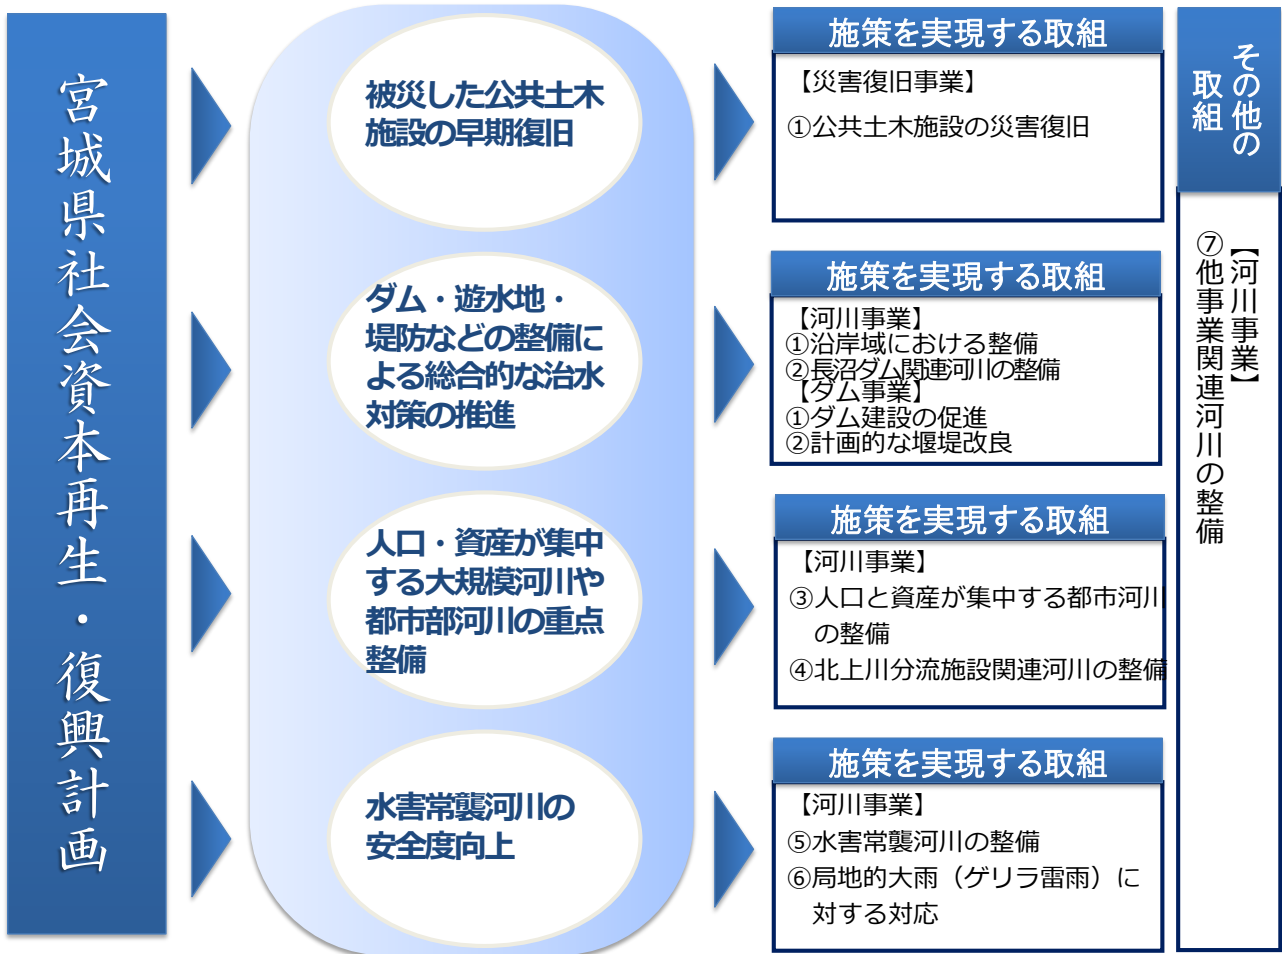 宮城県社会資本再生・復興計画
被災した公共土木
施設の早期復旧
施策を実現する取組
【災害復旧事業】
①公共土木施設の災害復旧
ダム・遊水地・
堤防などの整備に
よる総合的な治水
対策の推進
施策を実現する取組
【河川事業】
①沿岸域における整備
②長沼ダム関連河川の整備
【ダム事業】
①ダム建設の促進
②計画的な堰堤改良
人口・資産が集中
する大規模河川や
都市部河川の重点
整備
施策を実現する取組
【河川事業】
③人口と資産が集中する都市河川
の整備
④北上川分流施設関連河川の整備
水害常襲河川の
安全度向上
施策を実現する取組
【河川事業】
⑤水害常襲河川の整備
⑥局地的大雨（ゲリラ雷雨）に
対する対応
その他の
取組
【河川事業】
⑦他事業関連河川の整備